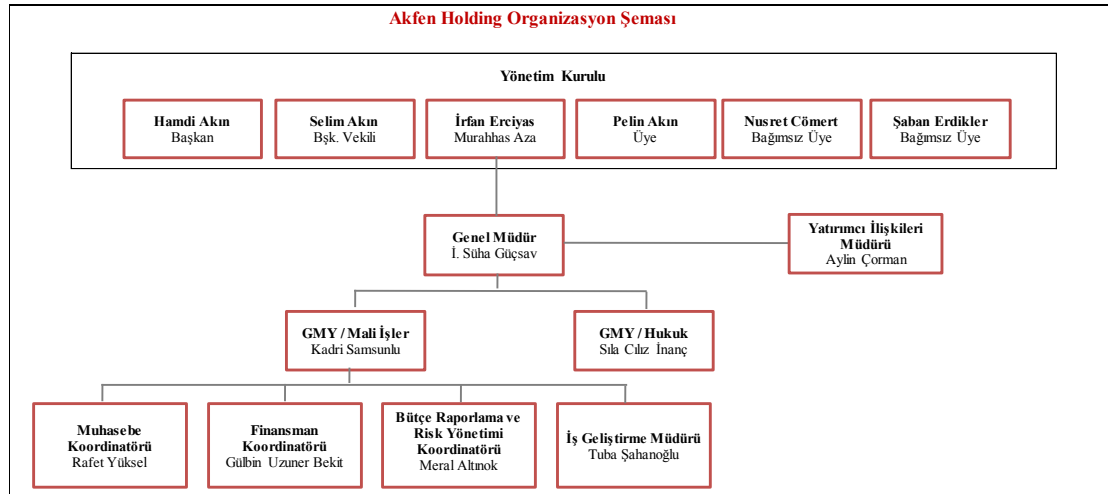 Akfen Holding Organizasyon Şeması
Yönetim Kurulu
Hamdi Akın
Başkan
Selim Akın
Bşk. Vekili
İrfan Erciyas
Murahhas Aza
Pelin Akın
Üye
Nusret Cömert
Bağımsız Üye
Şaban Erdikler
Bağımsız Üye
Genel Müdür
İ. Süha Güçsav
Yatırımcı İlişkileri
Müdürü
Aylin Çorman
GMY / Mali İşler
Kadri Samsunlu
GMY / Hukuk
Sıla Cılız İnanç
Muhasebe
Koordinatörü
Rafet Yüksel
Finansman
Koordinatörü
Gülbin Uzuner Bekit
Bütçe Raporlama ve
Risk Yönetimi
Koordinatörü
Meral Altınok
İş Geliştirme Müdürü
Tuba Şahanoğlu